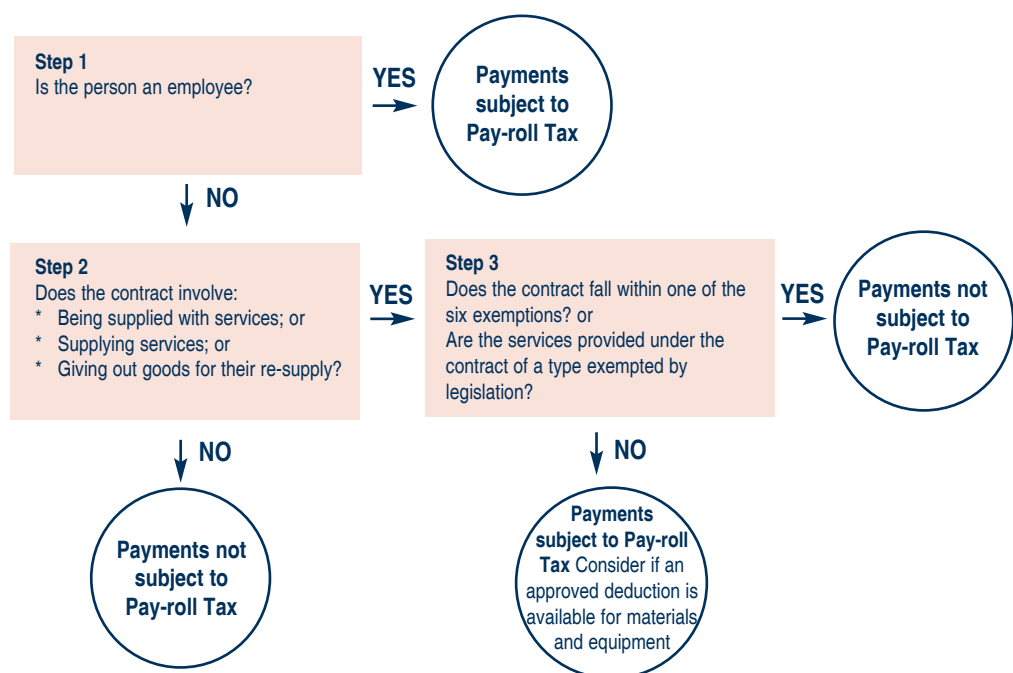 Step 1
Is the person an employee?
YES
Payments
subject to
Pay-roll Tax
NO
Step 2
Does the contract involve:
* Being supplied with services; or
* Supplying services; or
* Giving out goods for their re-supply?
YES
Step 3
Does the contract fall within one of the
six exemptions? or
Are the services provided under the
contract of a type exempted by
legislation?
YES
Payments not
subject to
Pay-roll Tax
NO
Payments not
subject to
Pay-roll Tax
NO
Payments
subject to Pay-roll
Tax Consider if an
approved deduction is
available for materials
and equipment